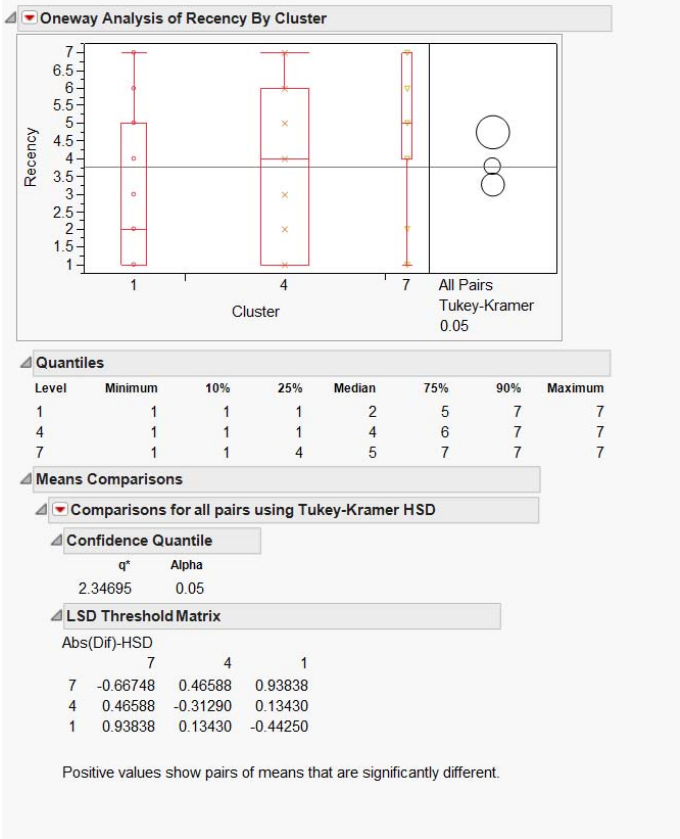 Oneway Analysis of Recency By Cluster
7
6.5
6
5.5
5
4.5
4
3.5
3
2.5
2
1.5
1
Recency
1 4 7
Cluster
All Pairs
Tukey-Kramer
0.05
Quantiles
Level Minimum 10% 25% Median 75% 90% Maximum
1 1 1 1 2 5 7 7
4 1 1 1 4 6 7 7
7 1 1 4 5 7 7 7
Means Comparisons
Comparisons for all pairs using Tukey-Kramer HSD
Confidence Quantile
q* Alpha
2.34695 0.05
LSD Threshold Matrix
Abs(Dif)-HSD
7 4 1
7 -0.66748 0.46588 0.93838
4 0.46588 -0.31290 0.13430
1 0.93838 0.13430 -0.44250
Positive values show pairs of means that are significantly different.